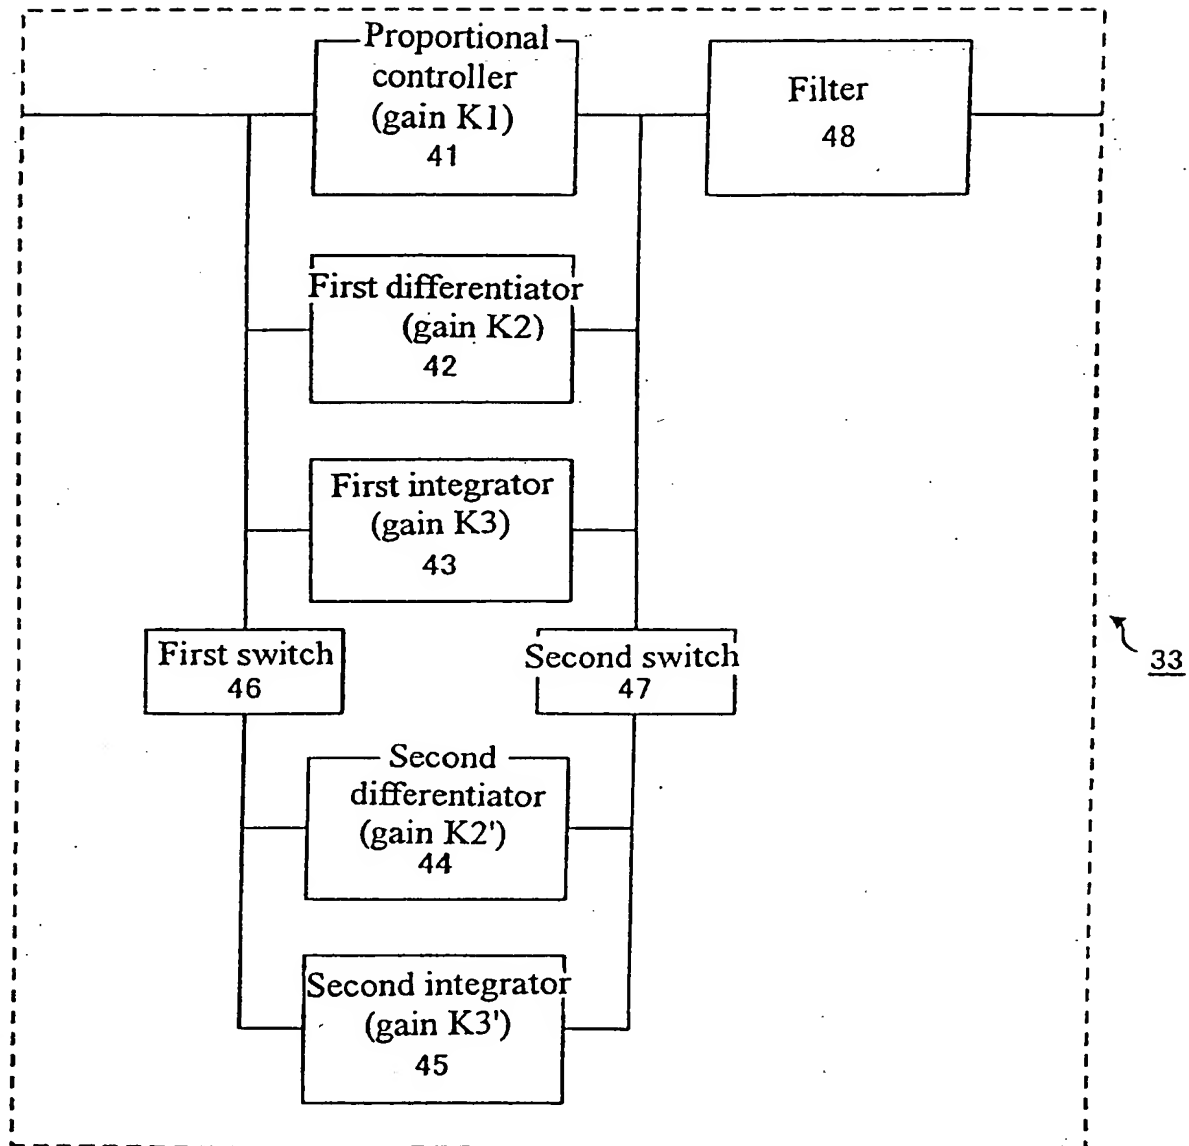 Proportional
controller
(gain K1)
41
Filter
48
First differentiator
(gain K2)
42
First integrator
(gain K3)
43
First switch
46
Second switch
47
33
Second
differentiator
(gain K2')
44
Second integrator
(gain K3')
45